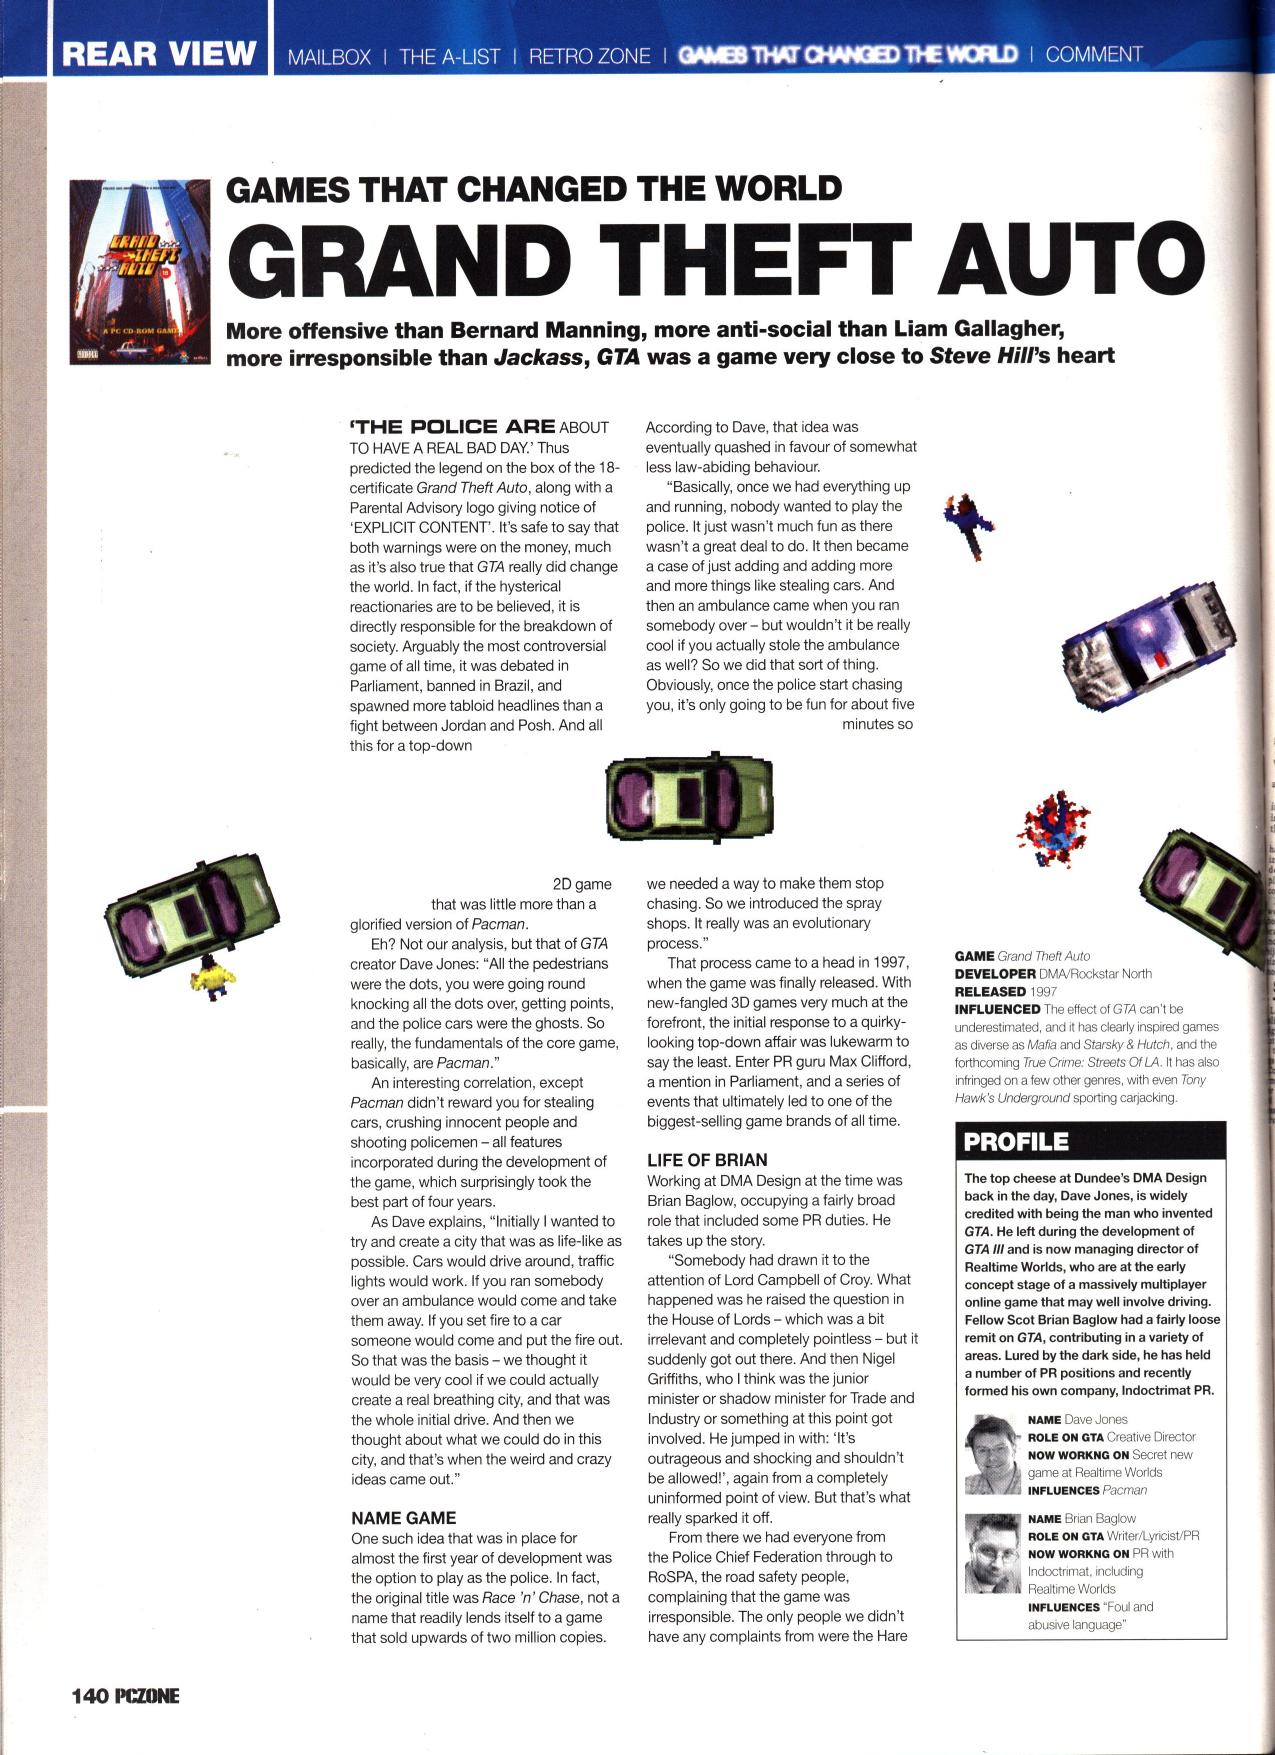 REAR VIEW
MAILBOX | THE A-LIST | RETRO ZONE | GAMES THAT CHANGED THE WORLD | COMMENT
GAMES THAT CHANGED THE WORLD
GRAND THEFT AUTO
More offensive than Bernard Manning, more anti-social than Liam Gallagher,
more irresponsible than Jackass, GTA was a game very close to Steve Hill's heart
GRAND
THEFT
AUTO
18
A PC CD-ROM GAME
'THE POLICE ARE ABOUT
TO HAVE A REAL BAD DAY.' Thus
predicted the legend on the box of the 18-
certificate Grand Theft Auto, along with a
Parental Advisory logo giving notice of
'EXPLICIT CONTENT'. It's safe to say that
both warnings were on the money, much
as it's also true that GTA really did change
the world. In fact, if the hysterical
reactionaries are to be believed, it is
directly responsible for the breakdown of
society. Arguably the most controversial
game of all time, it was debated in
Parliament, banned in Brazil, and
spawned more tabloid headlines than a
fight between Jordan and Posh. And all
this for a top-down
2D game
that was little more than a
glorified version of Pacman.
Eh? Not our analysis, but that of GTA
creator Dave Jones: "All the pedestrians
were the dots, you were going round
knocking all the dots over, getting points,
and the police cars were the ghosts. So
really, the fundamentals of the core game,
basically, are Pacman."
An interesting correlation, except
Pacman didn't reward you for stealing
cars, crushing innocent people and
shooting policemen – all features
incorporated during the development of
the game, which surprisingly took the
best part of four years.
As Dave explains, "Initially I wanted to
try and create a city that was as life-like as
possible. Cars would drive around, traffic
lights would work. If you ran somebody
over an ambulance would come and take
them away. If you set fire to a car
someone would come and put the fire out.
So that was the basis – we thought it
would be very cool if we could actually
create a real breathing city, and that was
the whole initial drive. And then we
thought about what we could do in this
city, and that's when the weird and crazy
ideas came out."
NAME GAME
One such idea that was in place for
almost the first year of development was
the option to play as the police. In fact,
the original title was Race 'n' Chase, not a
name that readily lends itself to a game
that sold upwards of two million copies.
According to Dave, that idea was
eventually quashed in favour of somewhat
less law-abiding behaviour.
"Basically, once we had everything up
and running, nobody wanted to play the
police. It just wasn't much fun as there
wasn't a great deal to do. It then became
a case of just adding and adding more
and more things like stealing cars. And
then an ambulance came when you ran
somebody over – but wouldn't it be really
cool if you actually stole the ambulance
as well? So we did that sort of thing.
Obviously, once the police start chasing
you, it's only going to be fun for about five
minutes so
we needed a way to make them stop
chasing. So we introduced the spray
shops. It really was an evolutionary
process."
That process came to a head in 1997,
when the game was finally released. With
new-fangled 3D games very much at the
forefront, the initial response to a quirky-
looking top-down affair was lukewarm to
say the least. Enter PR guru Max Clifford,
a mention in Parliament, and a series of
events that ultimately led to one of the
biggest-selling game brands of all time.
LIFE OF BRIAN
Working at DMA Design at the time was
Brian Baglow, occupying a fairly broad
role that included some PR duties. He
takes up the story.
"Somebody had drawn it to the
attention of Lord Campbell of Croy. What
happened was he raised the question in
the House of Lords – which was a bit
irrelevant and completely pointless – but it
suddenly got out there. And then Nigel
Griffiths, who I think was the junior
minister or shadow minister for Trade and
Industry or something at this point got
involved. He jumped in with: 'It's
outrageous and shocking and shouldn't
be allowed!', again from a completely
uninformed point of view. But that's what
really sparked it off.
From there we had everyone from
the Police Chief Federation through to
RoSPA, the road safety people,
complaining that the game was
irresponsible. The only people we didn't
have any complaints from were the Hare
GAME Grand Theft Auto
DEVELOPER DMA/Rockstar North
RELEASED 1997
INFLUENCED The effect of GTA can't be
underestimated, and it has clearly inspired games
as diverse as Mafia and Starsky & Hutch, and the
forthcoming True Crime: Streets Of LA. It has also
infringed on a few other genres, with even Tony
Hawk's Underground sporting carjacking.
PROFILE
The top cheese at Dundee's DMA Design
back in the day, Dave Jones, is widely
credited with being the man who invented
GTA. He left during the development of
GTA III and is now managing director of
Realtime Worlds, who are at the early
concept stage of a massively multiplayer
online game that may well involve driving.
Fellow Scot Brian Baglow had a fairly loose
remit on GTA, contributing in a variety of
areas. Lured by the dark side, he has held
a number of PR positions and recently
formed his own company, Indoctrimat PR.
NAME Dave Jones
ROLE ON GTA Creative Director
NOW WORKNG ON Secret new
game at Realtime Worlds
INFLUENCES Pacman
NAME Brian Baglow
ROLE ON GTA Writer/Lyricist/PR
NOW WORKNG ON PR with
Indoctrimat, including
Realtime Worlds
INFLUENCES "Foul and
abusive language"
140 PCZONE